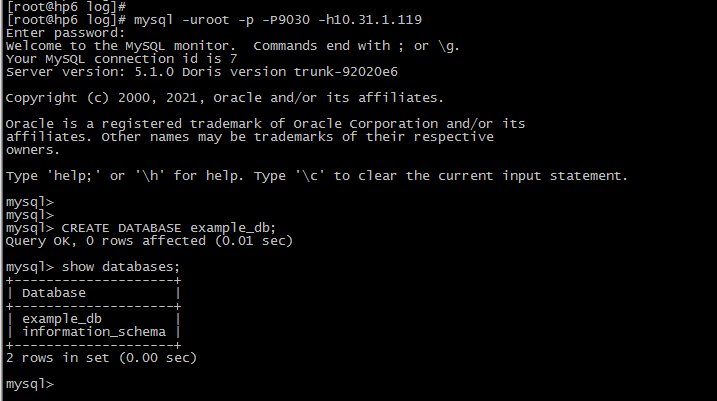 [root@hp6 log]#
[root@hp6 log]# mysql -uroot -p -P9030 -h10.31.1.119
Enter password:
Welcome to the MySQL monitor.  Commands end with ; or \g.
Your MySQL connection id is 7
Server version: 5.1.0 Doris version trunk-92020e6
Copyright (c) 2000, 2021, Oracle and/or its affiliates.
Oracle is a registered trademark of Oracle Corporation and/or its
affiliates. Other names may be trademarks of their respective
owners.
Type 'help;' or '\h' for help. Type '\c' to clear the current input statement.
mysql>
mysql>
mysql> CREATE DATABASE example_db;
Query OK, 0 rows affected (0.01 sec)
mysql> show databases;
+--------------------+
| Database           |
+--------------------+
| example_db         |
| information_schema |
+--------------------+
2 rows in set (0.00 sec)
mysql>